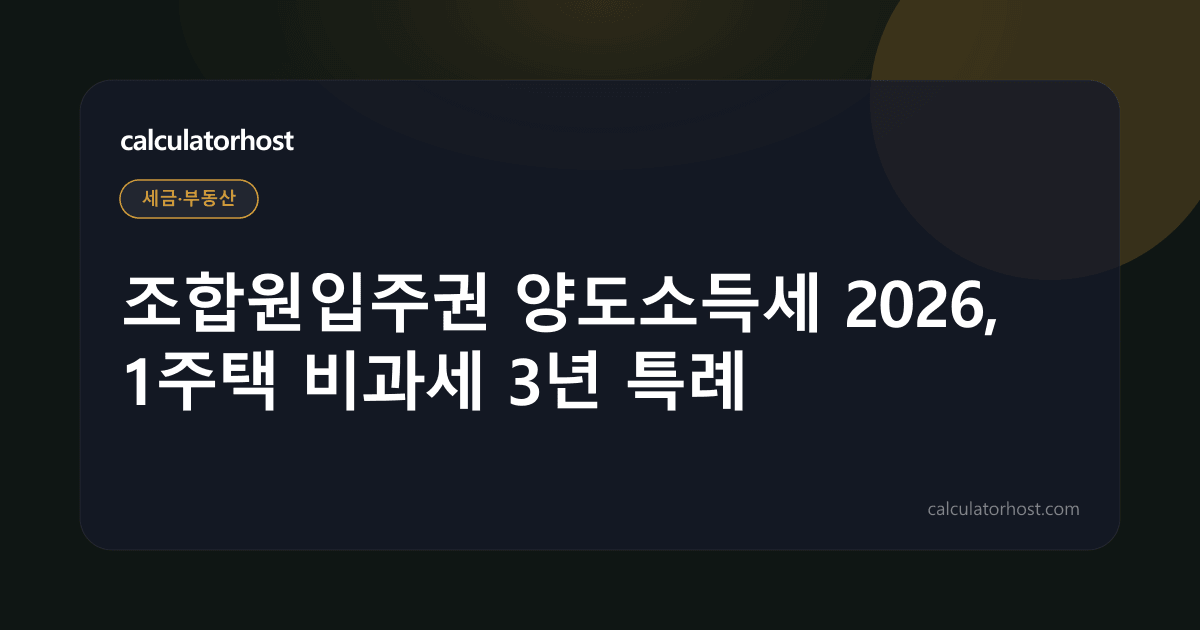 calculatorhost
세금·부동산
조합원입주권 양도소득세 2026,
1주택 비과세 3년 특례
calculatorhost.com